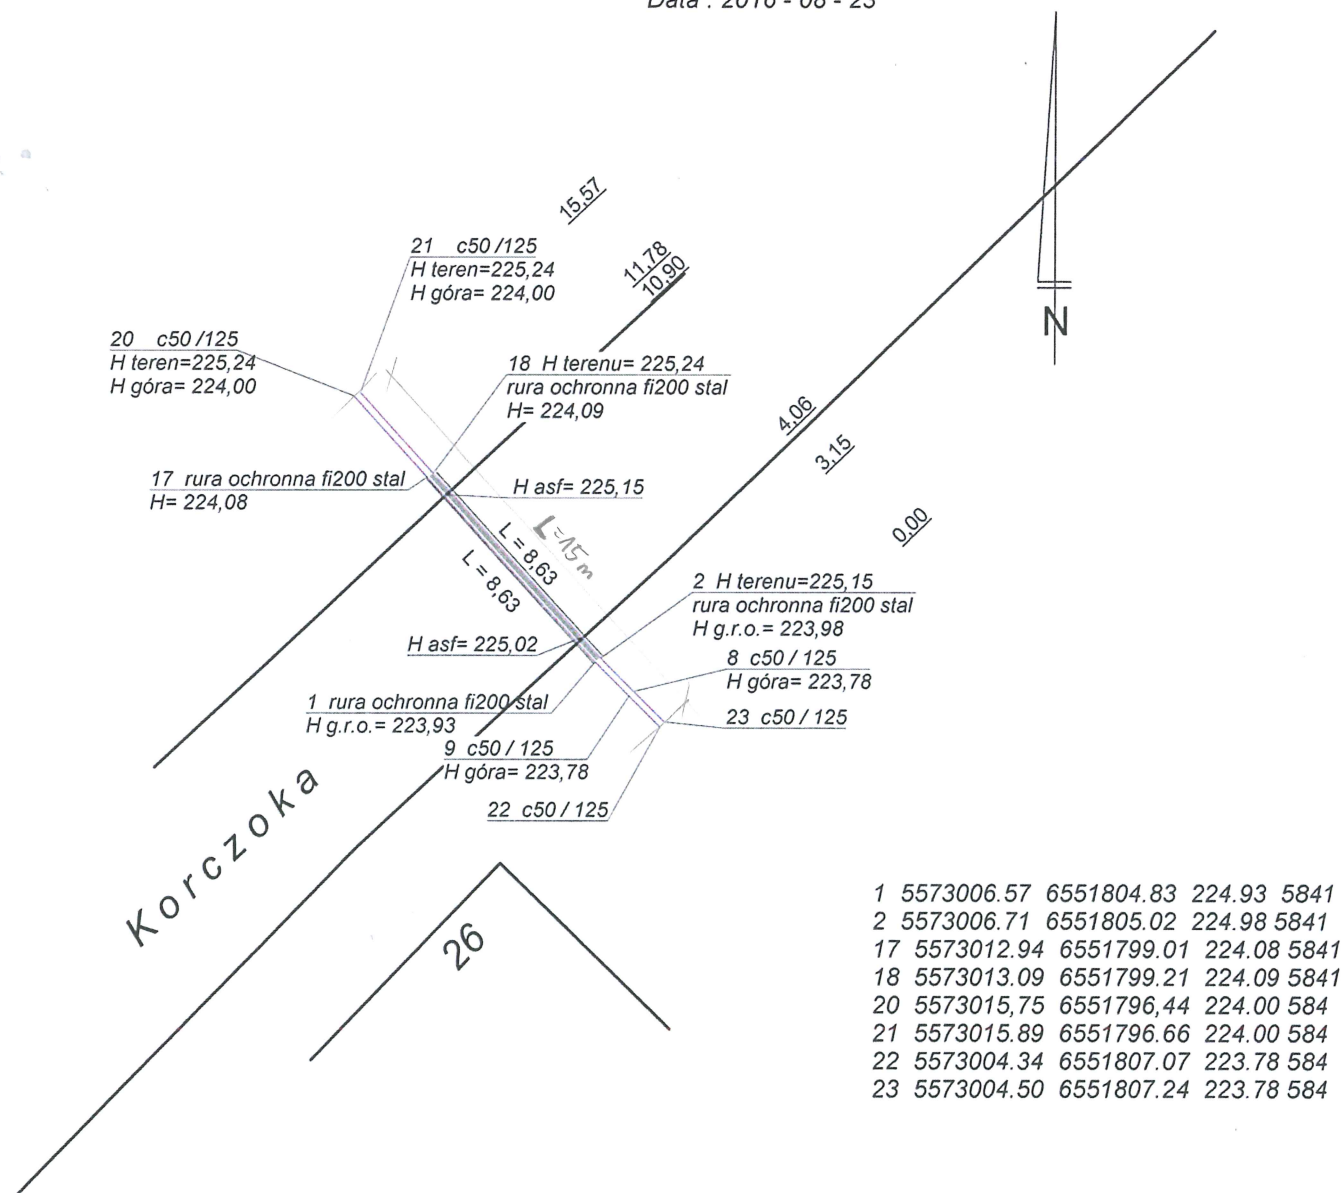 Data : 2016 - 08 - 23
15,57
11,78
10,90
21 c50 /125
H teren=225,24
H góra= 224,00
20 c50 /125
H teren=225,24
H góra= 224,00
18 H terenu= 225,24
rura ochronna fi200 stal
H= 224,09
N
4,06
3,15
0,00
17 rura ochronna fi200 stal
H= 224,08
H asf= 225,15
L = 8,63
L=15m
L = 8,63
2 H terenu=225,15
rura ochronna fi200 stal
H g.r.o.= 223,98
H asf= 225,02
8 c50 / 125
H góra= 223,78
1 rura ochronna fi200 stal
H g.r.o.= 223,93
23 c50 / 125
9 c50 / 125
H góra= 223,78
22 c50 / 125
Korczoka
26
1 5573006.57 6551804.83 224.93 5841
2 5573006.71 6551805.02 224.98 5841
17 5573012.94 6551799.01 224.08 5841
18 5573013.09 6551799.21 224.09 5841
20 5573015,75 6551796,44 224.00 584
21 5573015.89 6551796.66 224.00 584
22 5573004.34 6551807.07 223.78 584
23 5573004.50 6551807.24 223.78 584